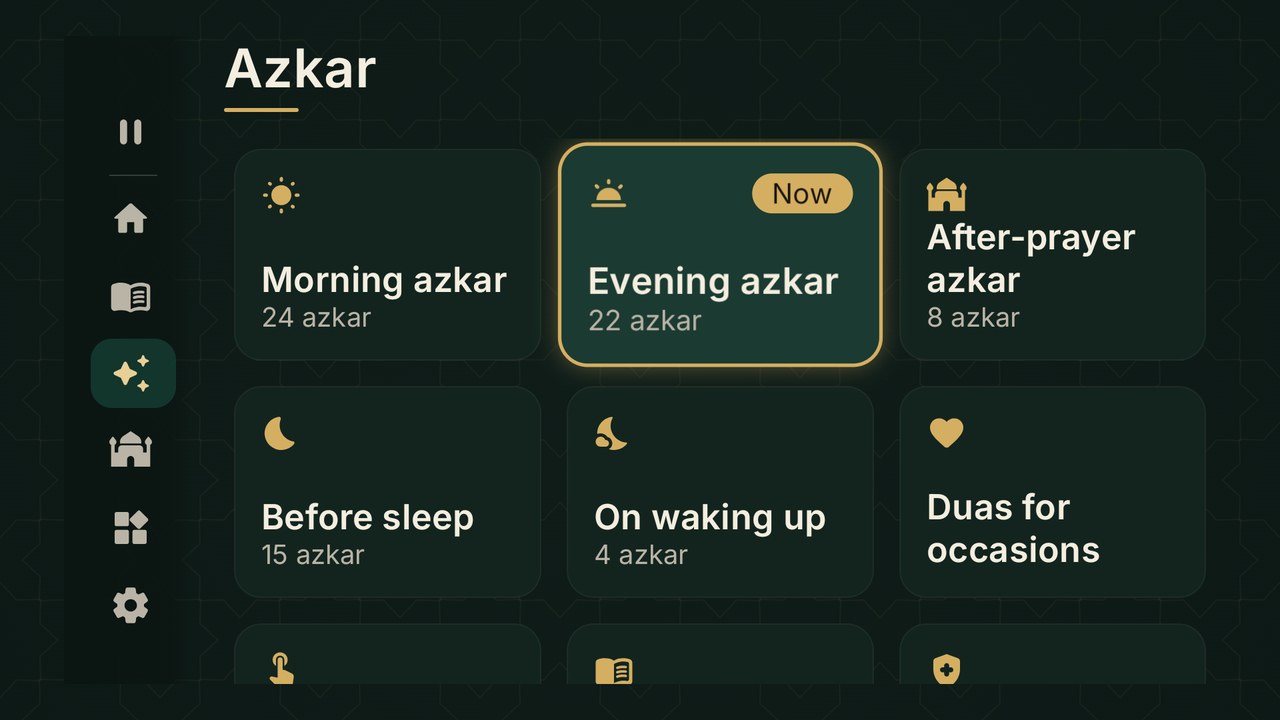 Azkar
Morning azkar
24 azkar
Now
Evening azkar
22 azkar
After-prayer
azkar
8 azkar
Before sleep
15 azkar
On waking up
4 azkar
Duas for
occasions